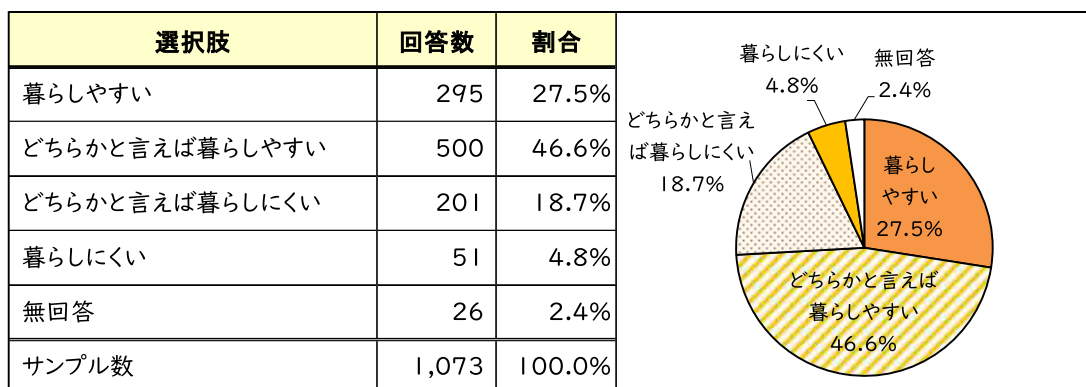 選択肢 回答数 割合
暮らしやすい 295 27.5%
どちらかと言えば暮らしやすい 500 46.6%
どちらかと言えば暮らしにくい 201 18.7%
暮らしにくい 51 4.8%
無回答 26 2.4%
サンプル数 1,073 100.0%
暮らしにくい
4.8%
無回答
2.4%
どちらかと言え
ば暮らしにくい
18.7%
暮らし
やすい
27.5%
どちらかと言えば
暮らしやすい
46.6%